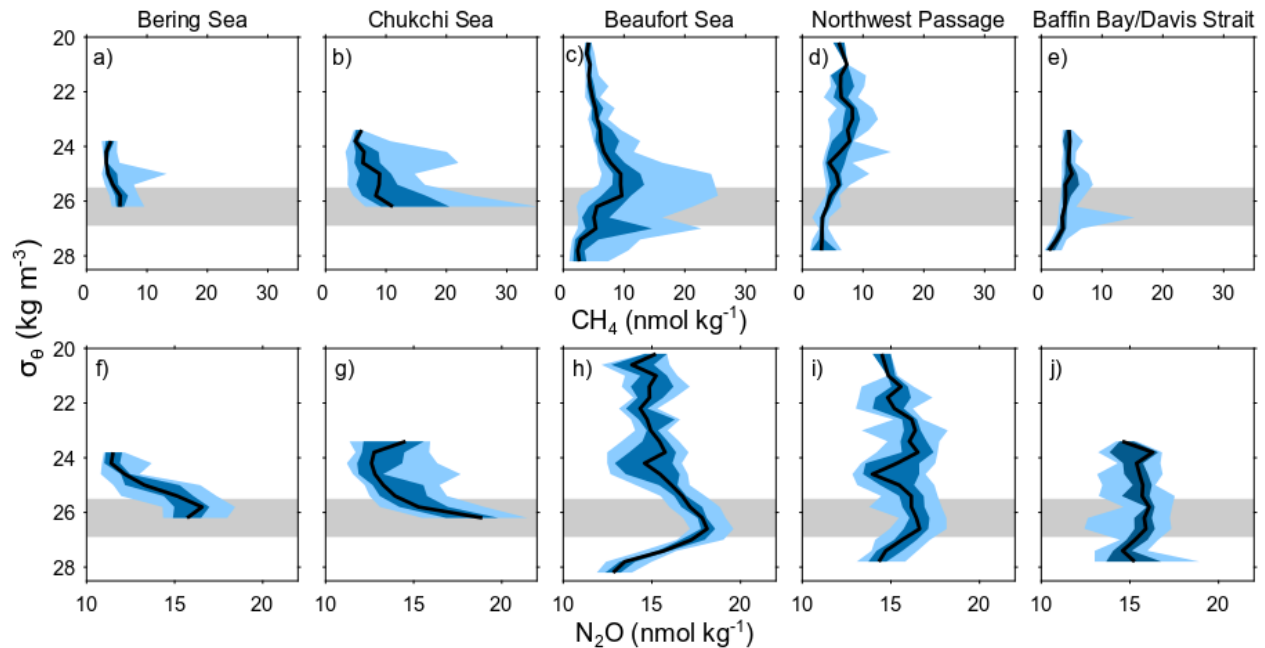 Bering Sea Chukchi Sea Beaufort Sea Northwest Passage Baffin Bay/Davis Strait
a) b) c) d) e)
20
22
24
26
28
0 10 20 30 0 10 20 30 0 10 20 30 0 10 20 30 0 10 20 30
CH₄ (nmol kg⁻¹)
σ_θ (kg m⁻³)
f) g) h) i) j)
20
22
24
26
28
10 15 20 10 15 20 10 15 20 10 15 20 10 15 20
N₂O (nmol kg⁻¹)